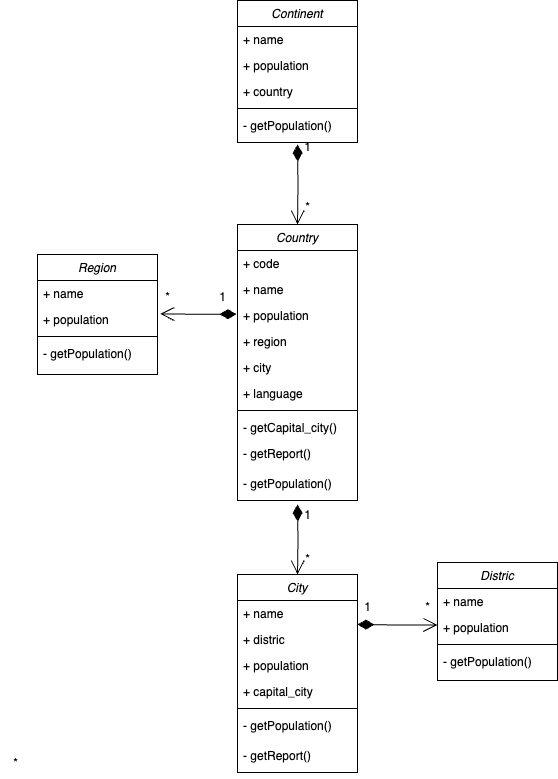 Continent
+ name
+ population
+ country
- getPopulation()
1
*
Country
+ code
+ name
+ population
+ region
+ city
+ language
- getCapital_city()
- getReport()
- getPopulation()
Region
+ name
+ population
- getPopulation()
*
1
1
*
City
+ name
+ distric
+ population
+ capital_city
- getPopulation()
- getReport()
1
*
Distric
+ name
+ population
- getPopulation()
*